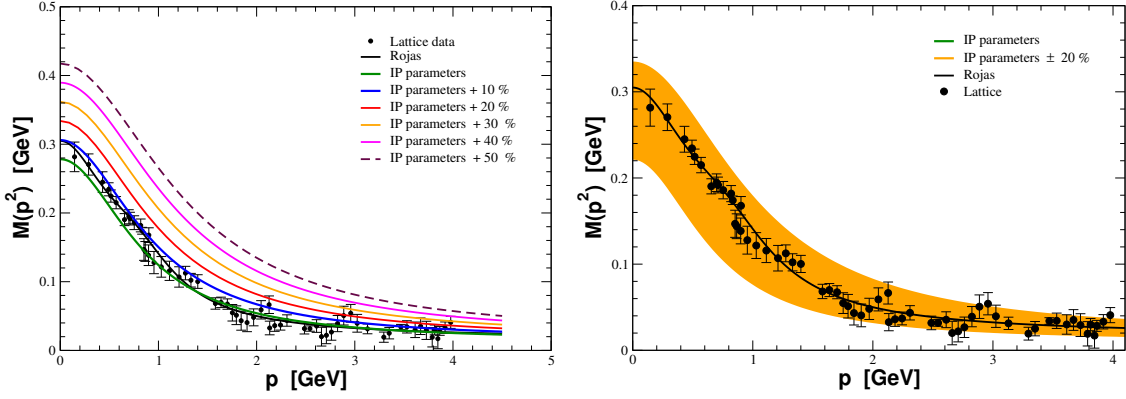 0.5
0.4
0.3
0.2
0.1
0
M(p²) [GeV]
0 1 2 3 4 5
p [GeV]
Lattice data
Rojas
IP parameters
IP parameters + 10 %
IP parameters + 20 %
IP parameters + 30 %
IP parameters + 40 %
IP parameters + 50 %
0.4
0.3
0.2
0.1
0
M(p²) [GeV]
0 1 2 3 4
p [GeV]
IP parameters
IP parameters ± 20 %
Rojas
Lattice